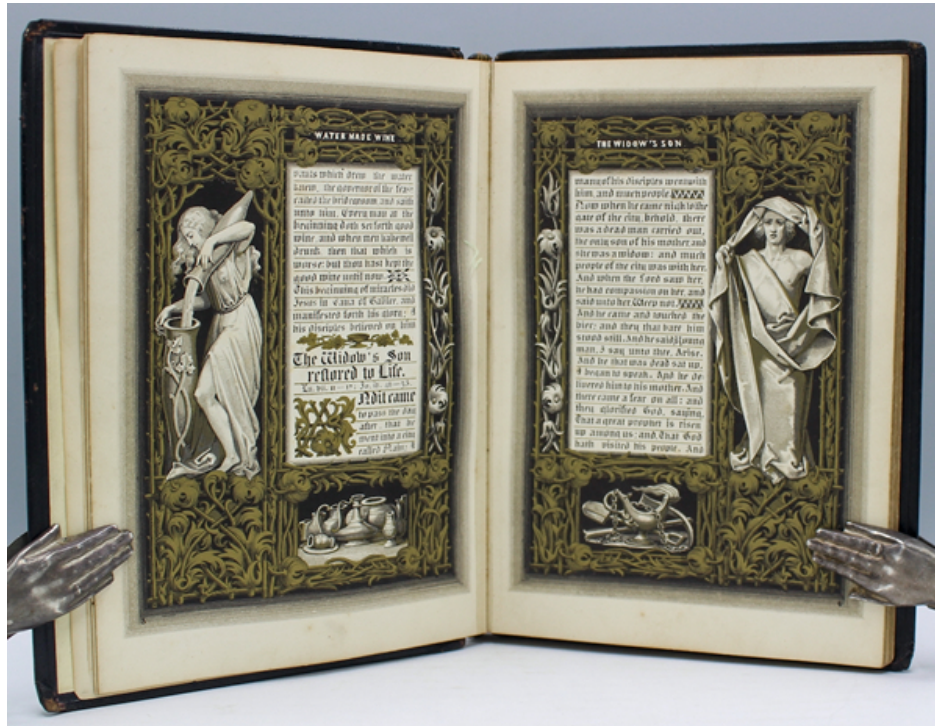 WATER MADE WINE
vants which drew the water
knew, the governor of the feast
called the bridegroom, and saith
unto him, Every man at the
beginning doth set forth good
wine, and when men have well
drunk, then that which is
worse: but thou hast kept the
good wine until now.
This beginning of miracles did
Jesus in Cana of Galilee, and
manifested forth his glory; &
his disciples believed on him
The Widow's Son
restored to Life.
Nd it came
to pass the day
after, that he
went into a city
called Nain; &
THE WIDOW'S SON
many of his disciples went with
him, and much people
Now when he came nigh to the
gate of the city, behold, there
was a dead man carried out,
the only son of his mother, and
she was a widow: and much
people of the city was with her.
And when the Lord saw her,
he had compassion on her, and
said unto her, Weep not.
And he came and touched the
bier: and they that bare him
stood still. And he said, Young
man, I say unto thee, Arise.
And he that was dead sat up,
& began to speak. And he de-
livered him to his mother. And
there came a fear on all: and
they glorified God, saying,
That a great prophet is risen
up among us; and, That God
hath visited his people. And